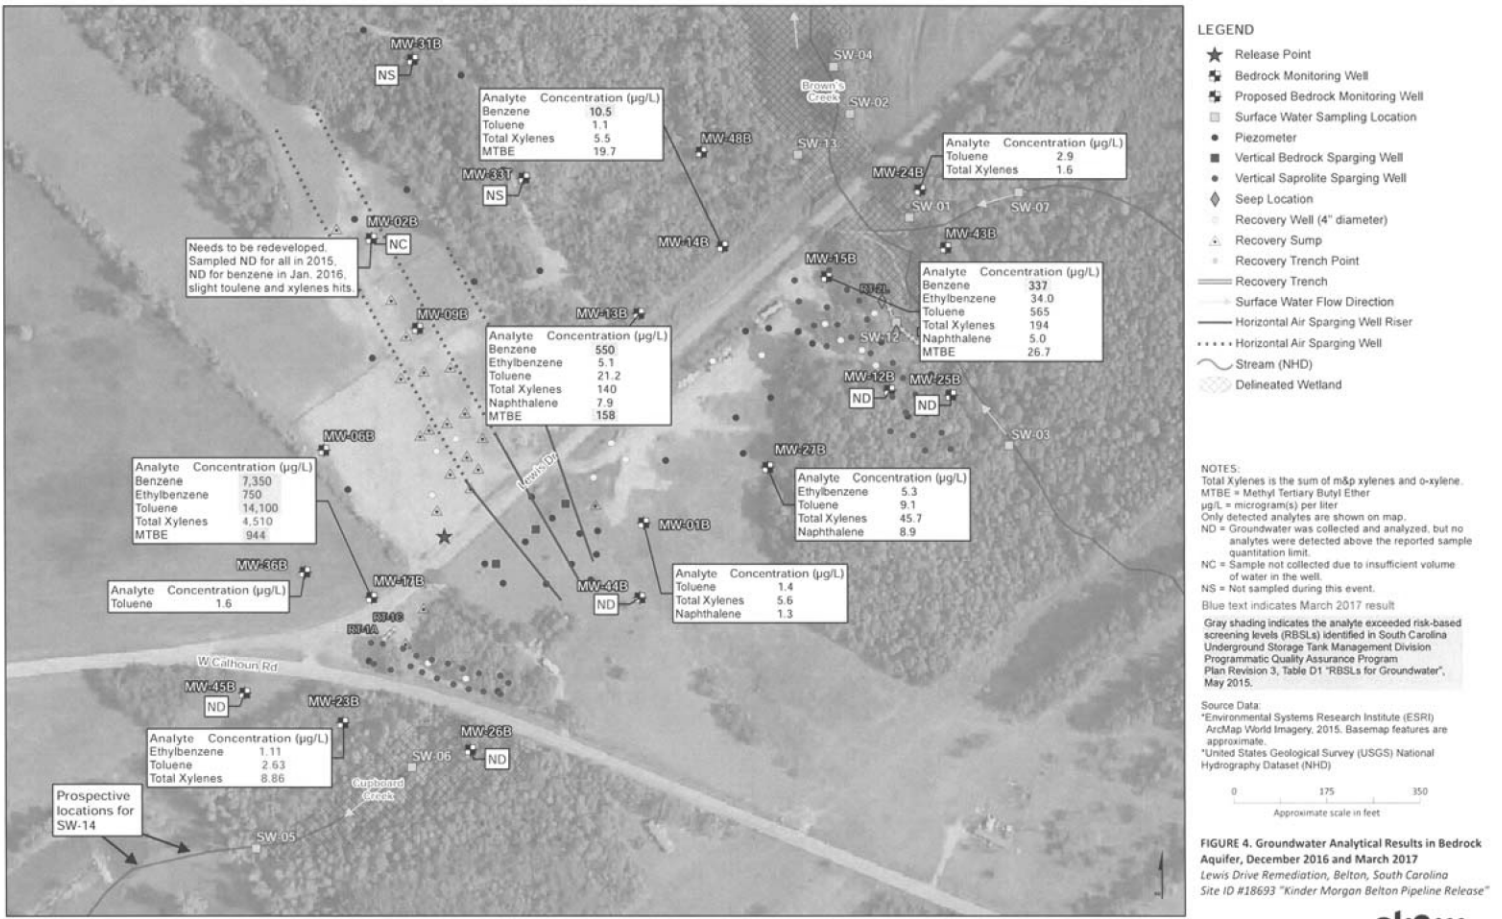 MW-31B
NS
Analyte Concentration (µg/L)
Benzene 10.5
Toluene 1.1
Total Xylenes 5.5
MTBE 19.7
MW-48B
SW-04
Brown's
Creek
SW-02
SW-13
Analyte Concentration (µg/L)
Toluene 2.9
Total Xylenes 1.6
MW-24B
MW-33T
NS
SW-01
SW-07
MW-02B
NC
Needs to be redeveloped.
Sampled ND for all in 2015,
ND for benzene in Jan. 2016,
slight toulene and xylenes hits.
MW-14B
MW-43B
MW-15B
RT-2L
Analyte Concentration (µg/L)
Benzene 337
Ethylbenzene 34.0
Toluene 565
Total Xylenes 194
Naphthalene 5.0
MTBE 26.7
MW-09B
MW-13B
Analyte Concentration (µg/L)
Benzene 550
Ethylbenzene 5.1
Toluene 21.2
Total Xylenes 140
Naphthalene 7.9
MTBE 158
SW-12
MW-12B
ND
MW-25B
ND
MW-06B
SW-03
Lewis Dr
MW-27B
Analyte Concentration (µg/L)
Benzene 7,350
Ethylbenzene 750
Toluene 14,100
Total Xylenes 4,510
MTBE 944
Analyte Concentration (µg/L)
Ethylbenzene 5.3
Toluene 9.1
Total Xylenes 45.7
Naphthalene 8.9
MW-01B
MW-36B
Analyte Concentration (µg/L)
Toluene 1.6
MW-17B
MW-44B
ND
Analyte Concentration (µg/L)
Toluene 1.4
Total Xylenes 5.6
Naphthalene 1.3
RT-1C
RT-1A
W Calhoun Rd
MW-45B
ND
MW-23B
Analyte Concentration (µg/L)
Ethylbenzene 1.11
Toluene 2.63
Total Xylenes 8.86
MW-26B
ND
SW-06
Cupboard
Creek
Prospective
locations for
SW-14
SW-05
LEGEND
Release Point
Bedrock Monitoring Well
Proposed Bedrock Monitoring Well
Surface Water Sampling Location
Piezometer
Vertical Bedrock Sparging Well
Vertical Saprolite Sparging Well
Seep Location
Recovery Well (4" diameter)
Recovery Sump
Recovery Trench Point
Recovery Trench
Surface Water Flow Direction
Horizontal Air Sparging Well Riser
Horizontal Air Sparging Well
Stream (NHD)
Delineated Wetland
NOTES:
Total Xylenes is the sum of m&p xylenes and o-xylene.
MTBE = Methyl Tertiary Butyl Ether
µg/L = microgram(s) per liter
Only detected analytes are shown on map.
ND = Groundwater was collected and analyzed, but no
analytes were detected above the reported sample
quantitation limit.
NC = Sample not collected due to insufficient volume
of water in the well.
NS = Not sampled during this event.
Blue text indicates March 2017 result
Gray shading indicates the analyte exceeded risk-based
screening levels (RBSLs) identified in South Carolina
Underground Storage Tank Management Division
Programmatic Quality Assurance Program
Plan Revision 3, Table D1 "RBSLs for Groundwater",
May 2015.
Source Data:
*Environmental Systems Research Institute (ESRI)
ArcMap World Imagery, 2015. Basemap features are
approximate.
*United States Geological Survey (USGS) National
Hydrography Dataset (NHD)
0 175 350
Approximate scale in feet
FIGURE 4. Groundwater Analytical Results in Bedrock
Aquifer, December 2016 and March 2017
Lewis Drive Remediation, Belton, South Carolina
Site ID #18693 "Kinder Morgan Belton Pipeline Release"